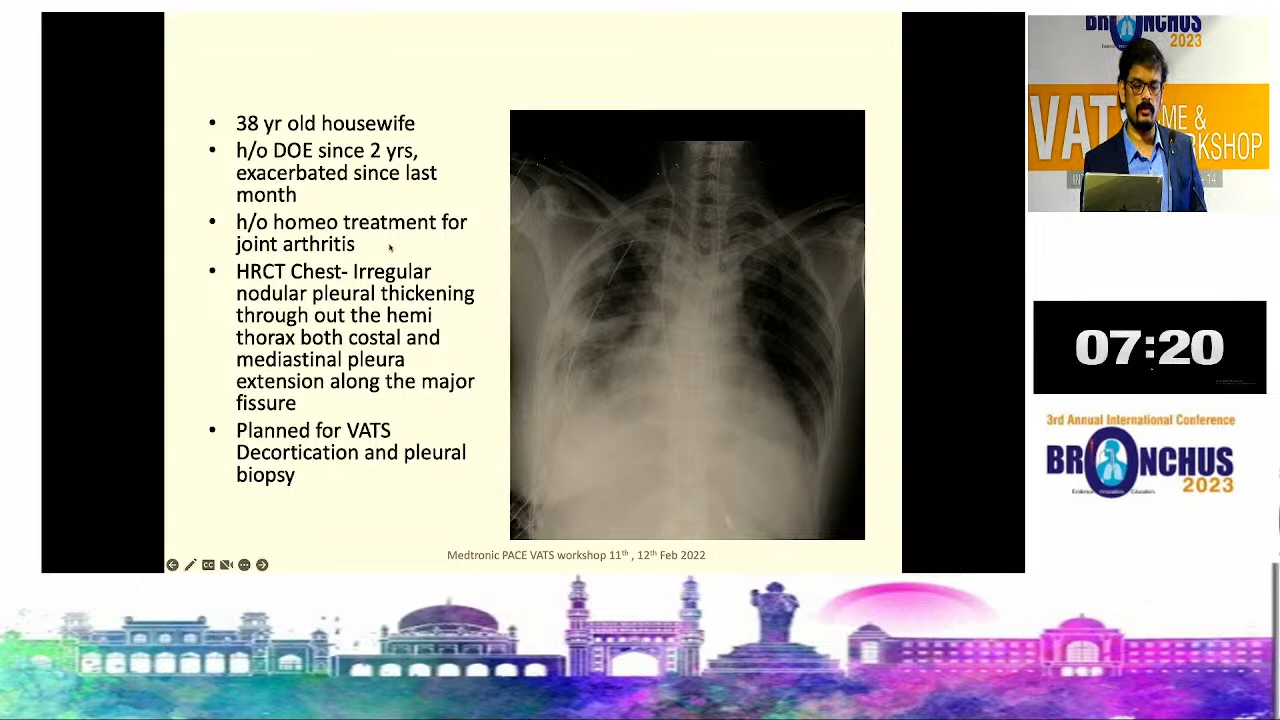 38 yr old housewife
h/o DOE since 2 yrs,
exacerbated since last
month
h/o homeo treatment for
joint arthritis
HRCT Chest- Irregular
nodular pleural thickening
through out the hemi
thorax both costal and
mediastinal pleura
extension along the major
fissure
Planned for VATS
Decortication and pleural
biopsy
Medtronic PACE VATS workshop 11th , 12th Feb 2022
CC
BRONCHUS
2023
VATS
ME &
RKSHOP
07:20
3rd Annual International Conference
BRONCHUS
2023